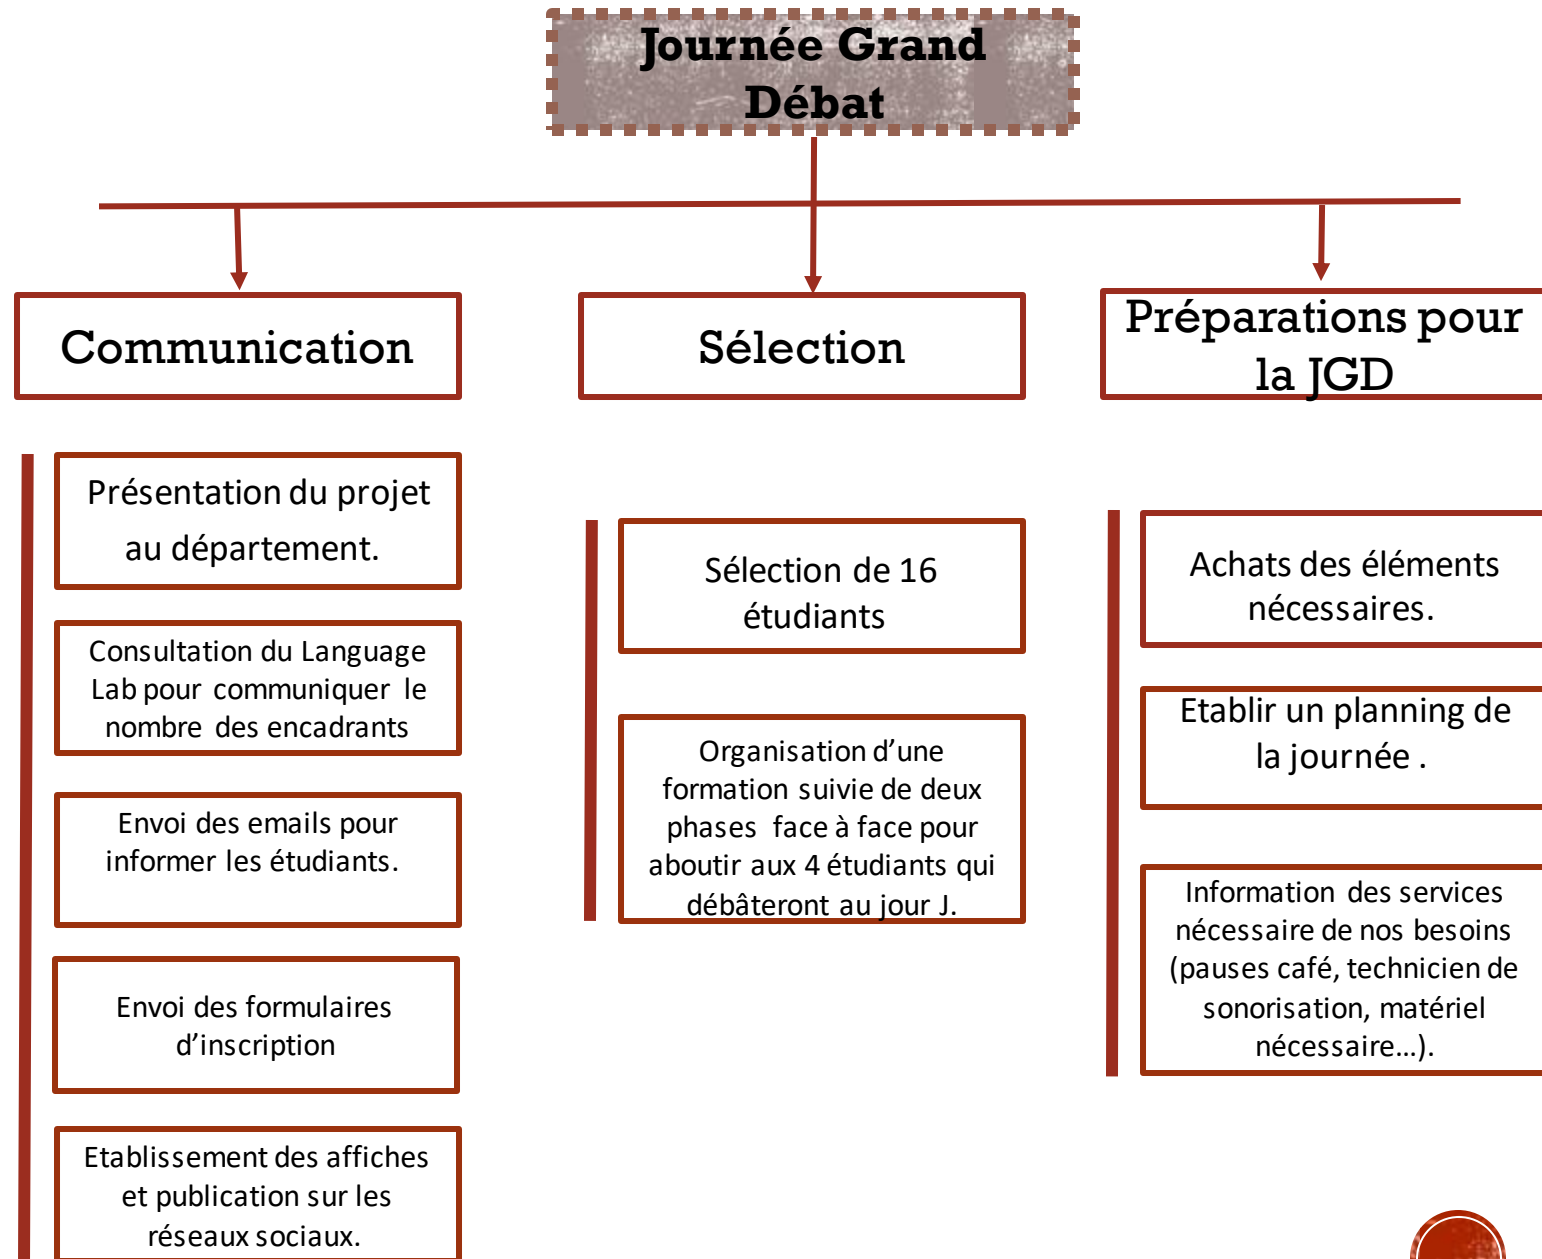 Journée Grand
Débat
Communication
Présentation du projet
au département.
Consultation du Language
Lab pour communiquer le
nombre des encadrants
Envoi des emails pour
informer les étudiants.
Envoi des formulaires
d’inscription
Etablissement des affiches
et publication sur les
réseaux sociaux.
Sélection
Sélection de 16
étudiants
Organisation d’une
formation suivie de deux
phases face à face pour
aboutir aux 4 étudiants qui
débâteront au jour J.
Préparations pour
la JGD
Achats des éléments
nécessaires.
Etablir un planning de
la journée .
Information des services
nécessaire de nos besoins
(pauses café, technicien de
sonorisation, matériel
nécessaire…).